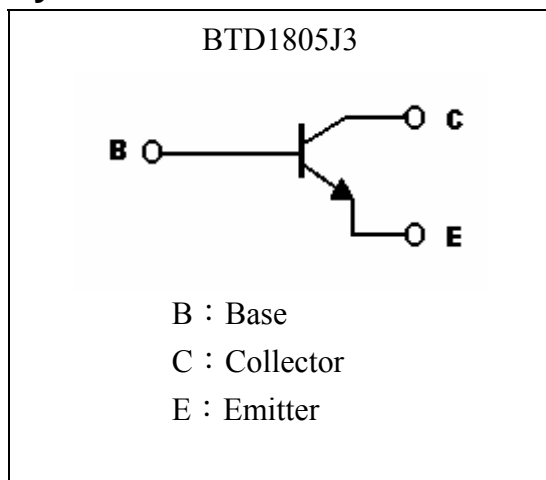 BTD1805J3
C
B
E
B：Base
C：Collector
E：Emitter